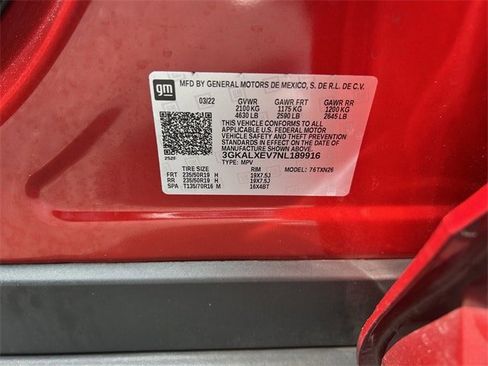 gm
MFD BY GENERAL MOTORS DE MEXICO, S. DE R.L. DE C.V.
03/22 GVWR GAWR FRT GAWR RR
2100 KG 1175 KG 1200 KG
4630 LB 2590 LB 2645 LB
THIS VEHICLE CONFORMS TO ALL
APPLICABLE U.S. FEDERAL MOTOR
VEHICLE SAFETY AND THEFT PREVENTION
STANDARDS IN EFFECT ON THE DATE OF
MANUFACTURE SHOWN ABOVE.
3GKALXEV7NL189916
TYPE: MPV
TIRE SIZE RIM MODEL: 76TXN26
FRT 235/50R19 H 19X7.5J
RR 235/50R19 H 19X7.5J
SPA T135/70R16 M 16X4BT